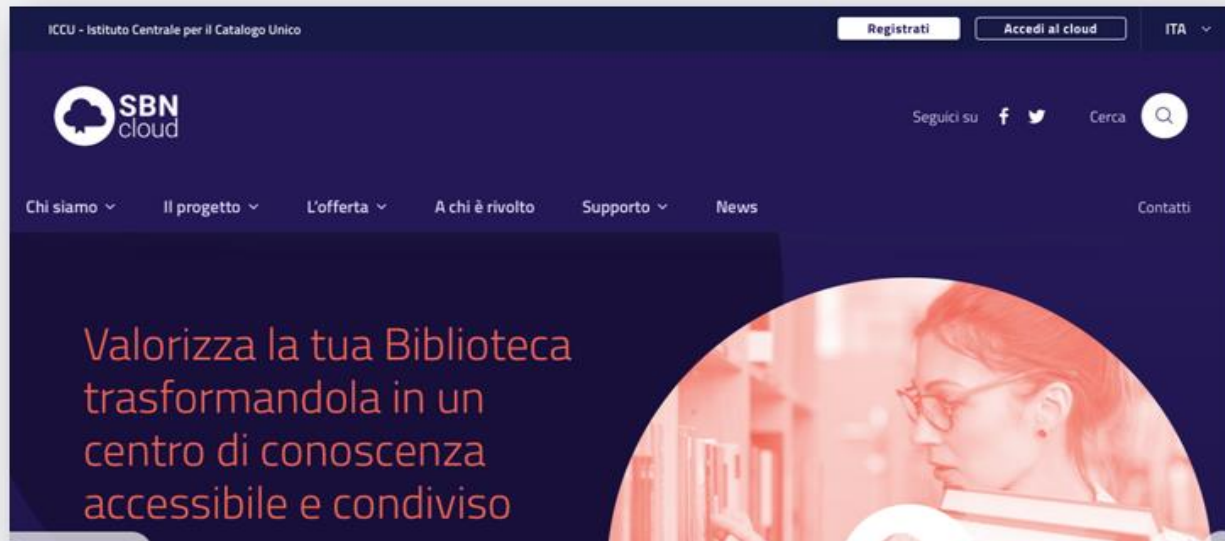 ICCU - Istituto Centrale per il Catalogo Unico
Registrati
Accedi al cloud
ITA
SBN
cloud
Seguici su
Cerca
Chi siamo
Il progetto
L'offerta
A chi è rivolto
Supporto
News
Contatti
Valorizza la tua Biblioteca
trasformandola in un
centro di conoscenza
accessibile e condiviso